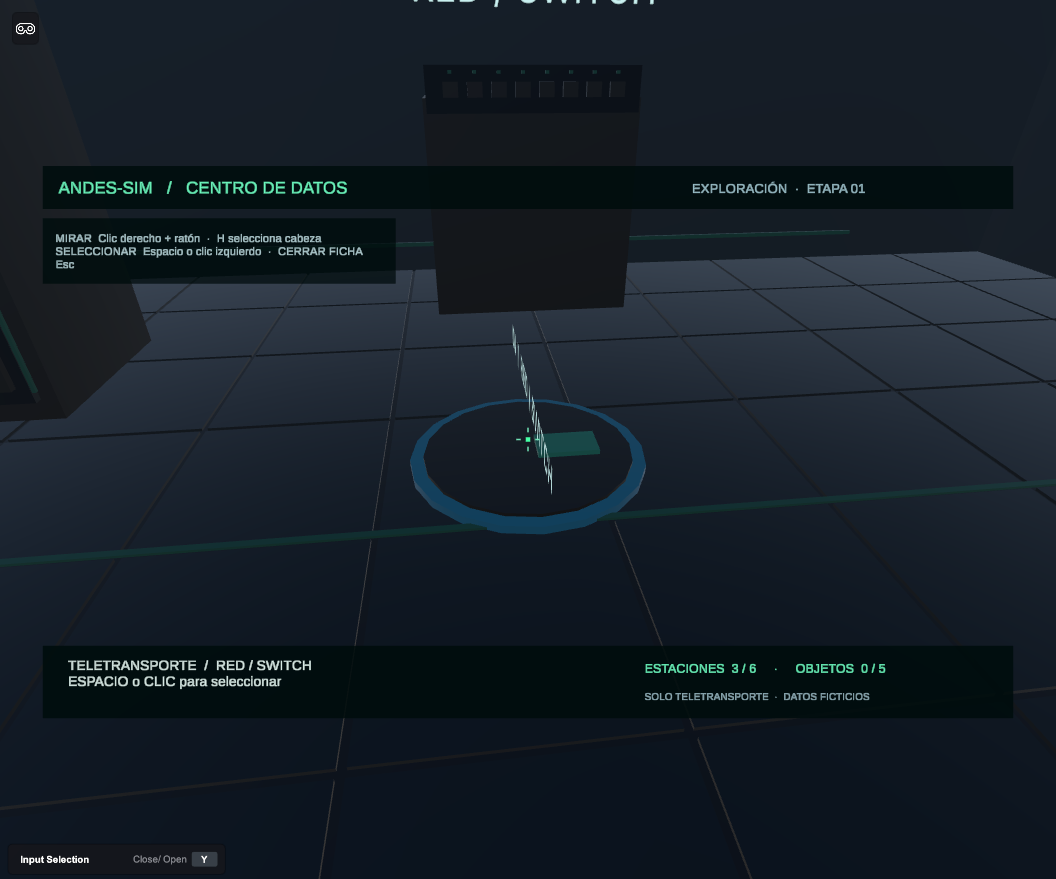 RED / SWITCH
ANDES-SIM / CENTRO DE DATOS
EXPLORACIÓN · ETAPA 01
MIRAR Clic derecho + ratón · H selecciona cabeza
SELECCIONAR Espacio o clic izquierdo · CERRAR FICHA
Esc
TELETRANSPORTE / RED / SWITCH
ESPACIO o CLIC para seleccionar
ESTACIONES 3 / 6 · OBJETOS 0 / 5
SOLO TELETRANSPORTE · DATOS FICTICIOS
Input Selection Close/ Open Y